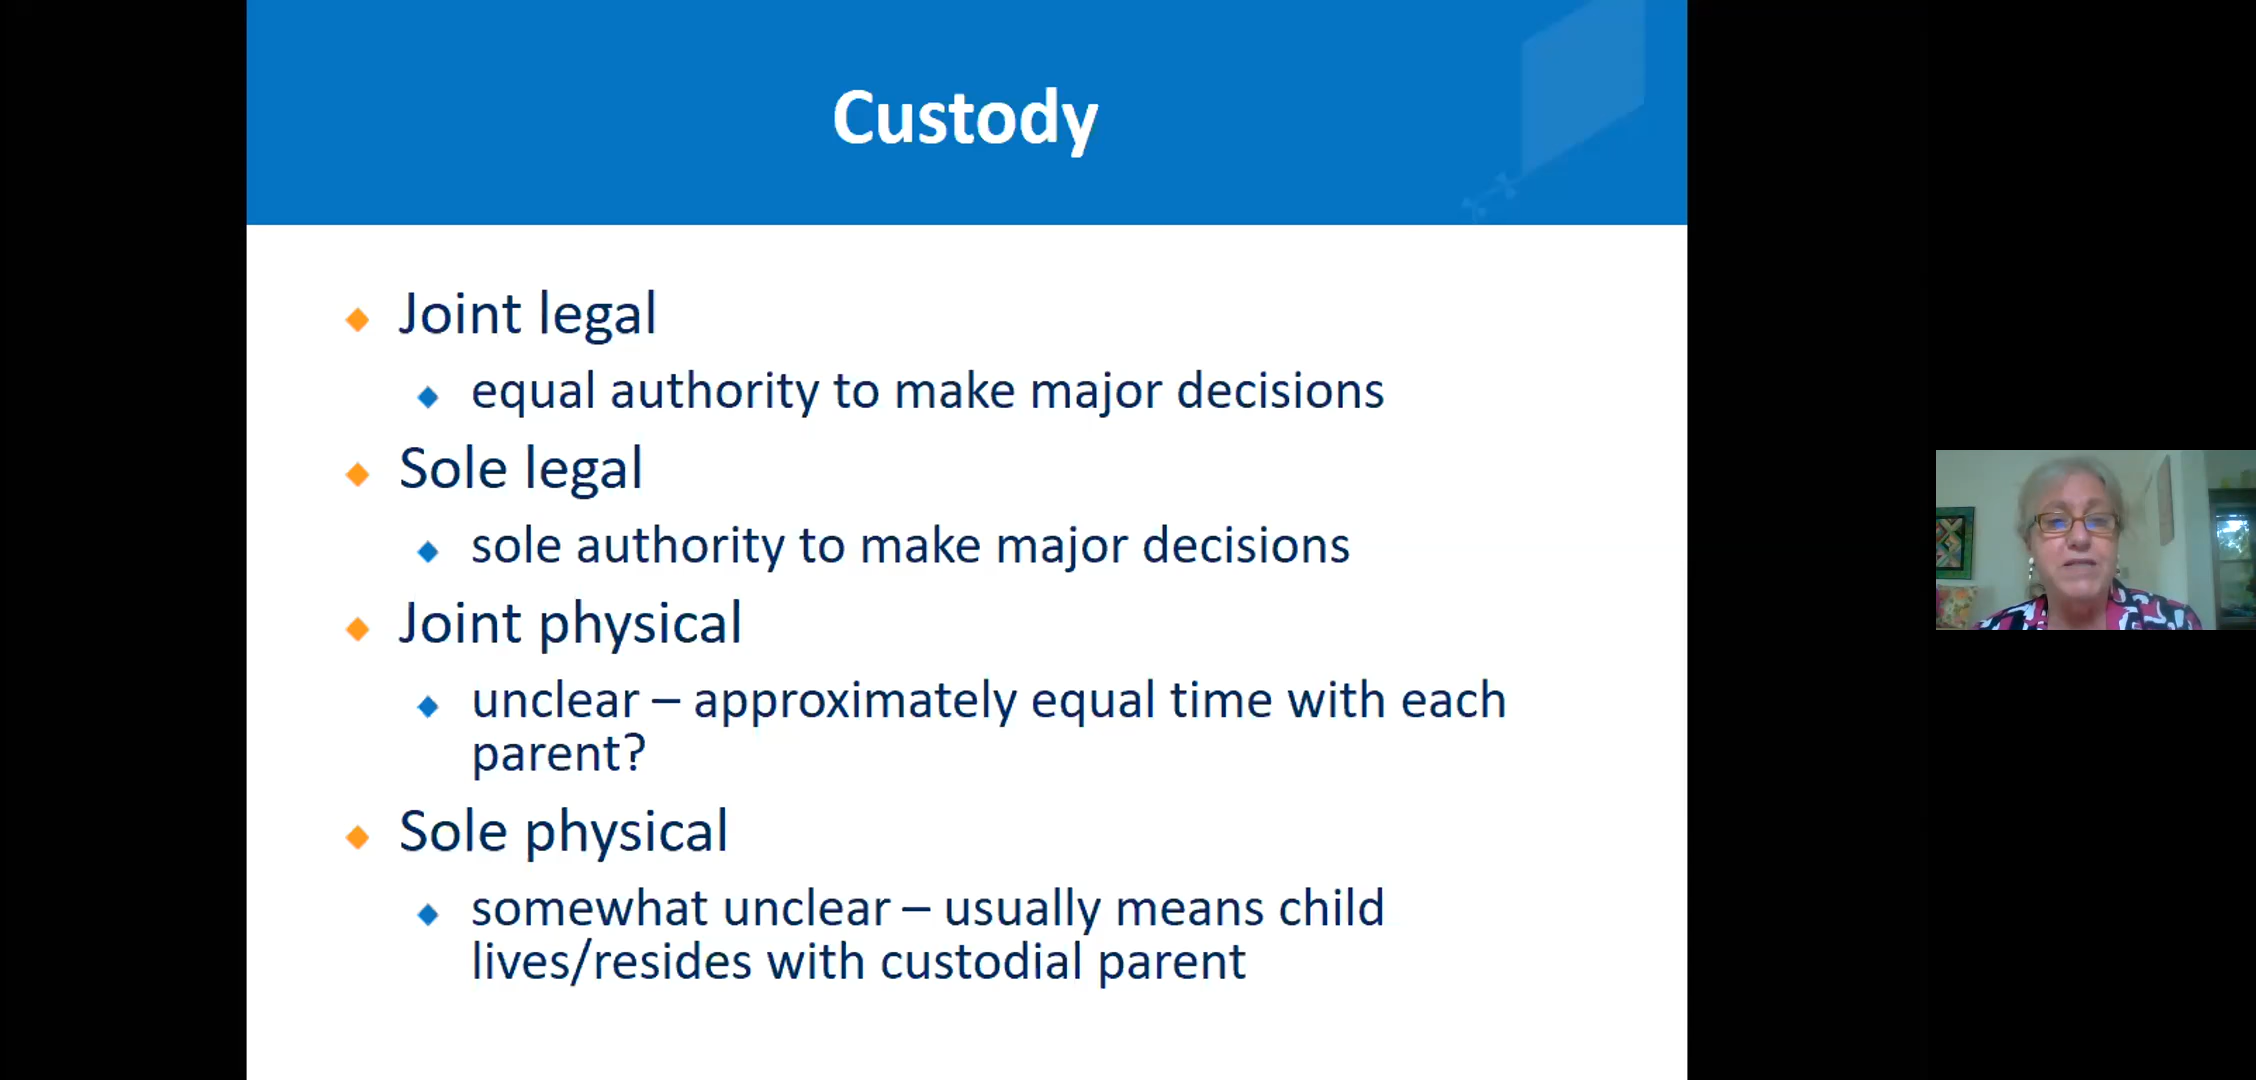 Custody
Joint legal
equal authority to make major decisions
Sole legal
sole authority to make major decisions
Joint physical
unclear – approximately equal time with each
parent?
Sole physical
somewhat unclear – usually means child
lives/resides with custodial parent